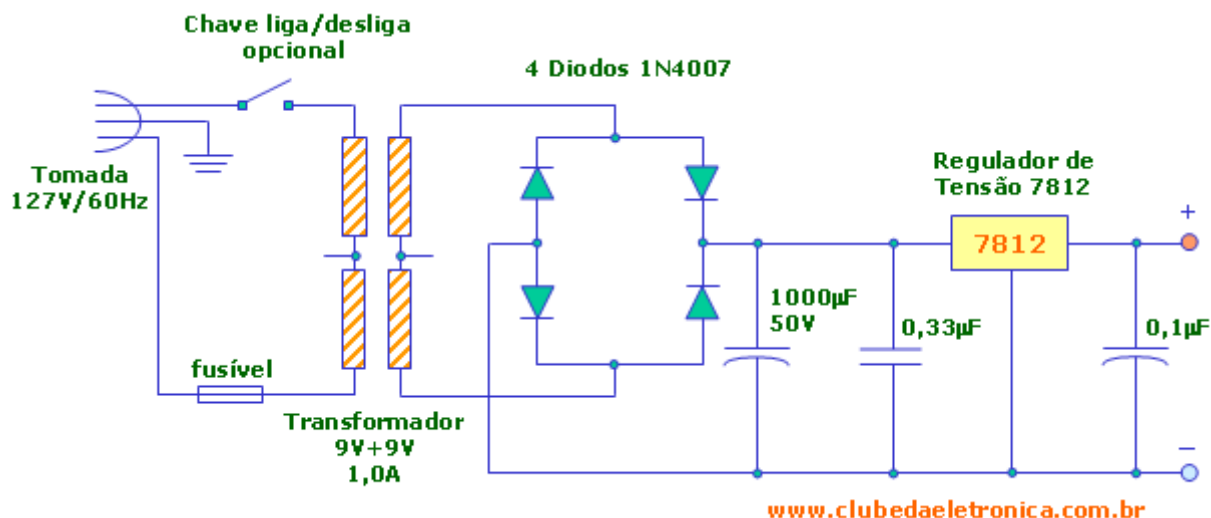 Chave liga/desliga
opcional
4 Diodos 1N4007
Tomada
127V/60Hz
Regulador de
Tensão 7812
+
7812
1000µF
50V
0,33µF
0,1µF
fusível
Transformador
9V+9V
1,0A
−
www.clubedaeletronica.com.br